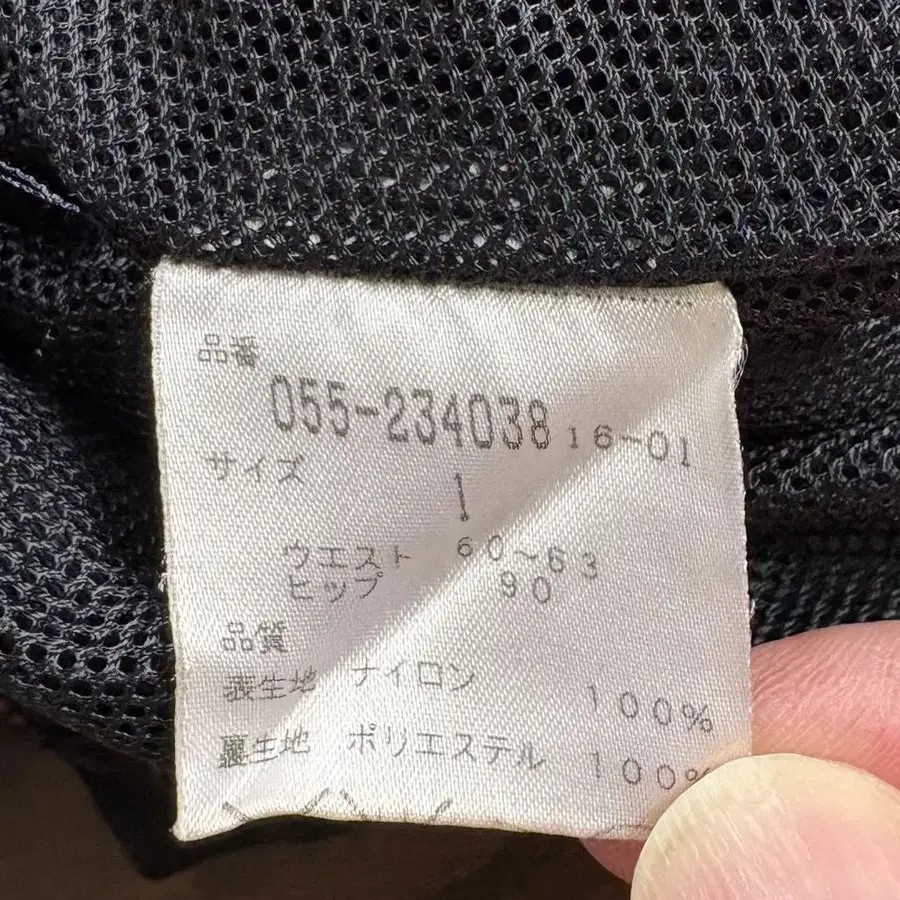 品番
055-234038 16-01
サイズ
1
ウエスト 60~63
ヒップ 90
品質
表生地 ナイロン 100%
裏生地 ポリエステル 100%